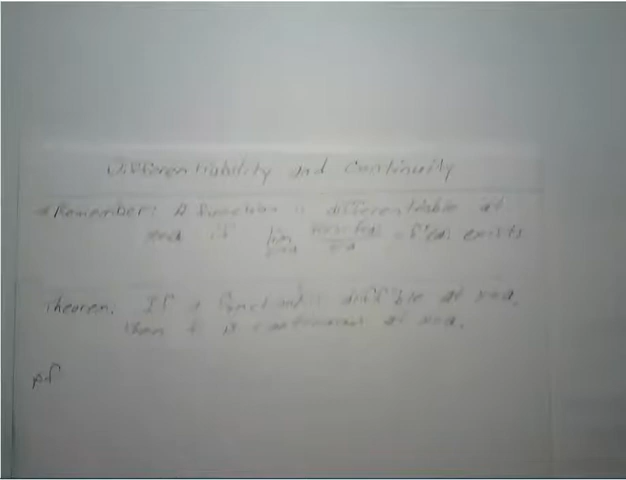 Differentiability and Continuity
*Remember: A function is differentiable at
x=a if lim x→a f(x)-f(a)/x-a = f'(a) exists
Theorem. If a function is diff'ble at x=a,
then f is continuous at x=a.
pf